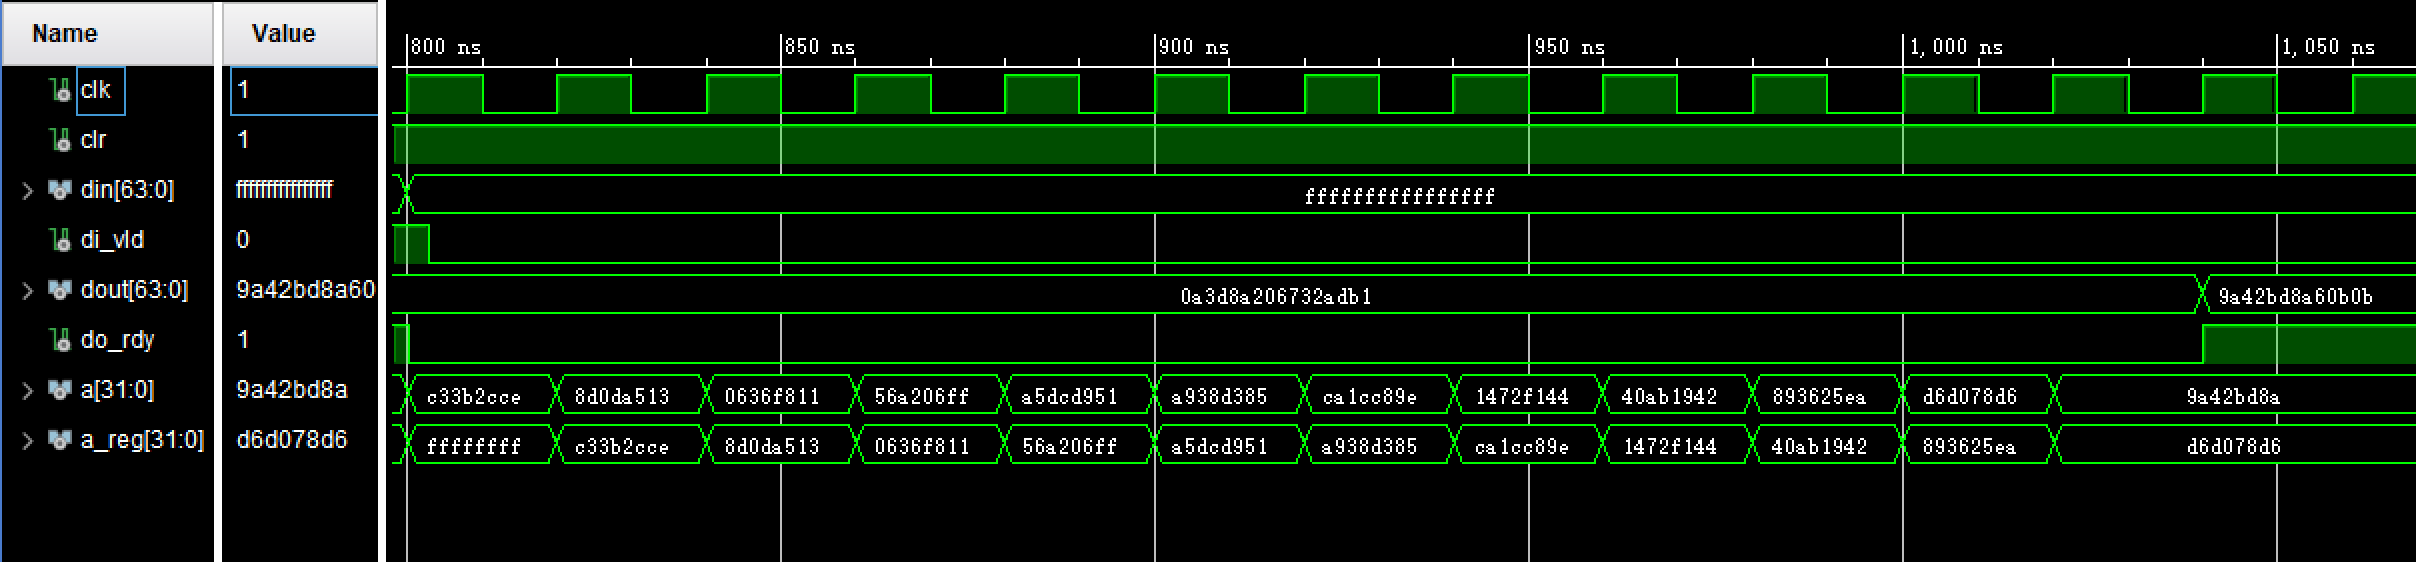 Name Value 800 ns 850 ns 900 ns 950 ns 1,000 ns 1,050 ns
clk 1
clr 1
din[63:0] ffffffffffffffff ffffffffffffffff
di_vld 0
dout[63:0] 9a42bd8a60 0a3d8a206732adb1 9a42bd8a60b0b
do_rdy 1
a[31:0] 9a42bd8a c33b2cce 8d0da513 0636f811 56a206ff a5dcd951 a938d385 ca1cc89e 1472f144 40ab1942 893625ea d6d078d6 9a42bd8a
a_reg[31:0] d6d078d6 ffffffff c33b2cce 8d0da513 0636f811 56a206ff a5dcd951 a938d385 ca1cc89e 1472f144 40ab1942 893625ea d6d078d6